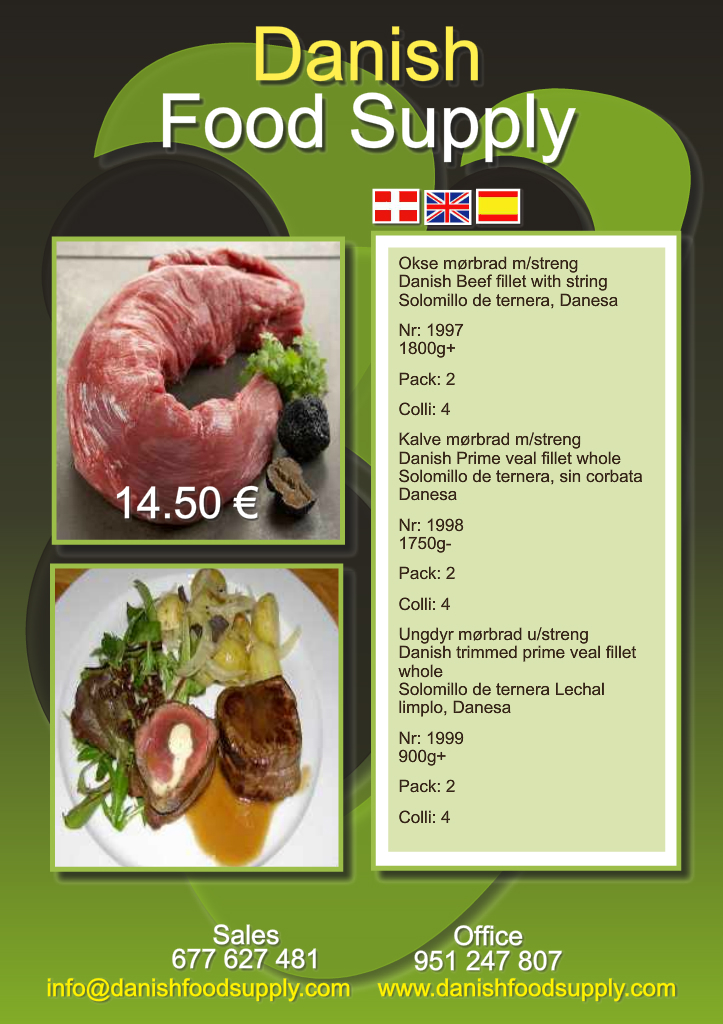 Danish
Food Supply
14.50 €
Okse mørbrad m/streng
Danish Beef fillet with string
Solomillo de ternera, Danesa
Nr: 1997
1800g+
Pack: 2
Colli: 4
Kalve mørbrad m/streng
Danish Prime veal fillet whole
Solomillo de ternera, sin corbata
Danesa
Nr: 1998
1750g-
Pack: 2
Colli: 4
Ungdyr mørbrad u/streng
Danish trimmed prime veal fillet
whole
Solomillo de ternera Lechal
limplo, Danesa
Nr: 1999
900g+
Pack: 2
Colli: 4
Sales
677 627 481
info@danishfoodsupply.com
Office
951 247 807
www.danishfoodsupply.com